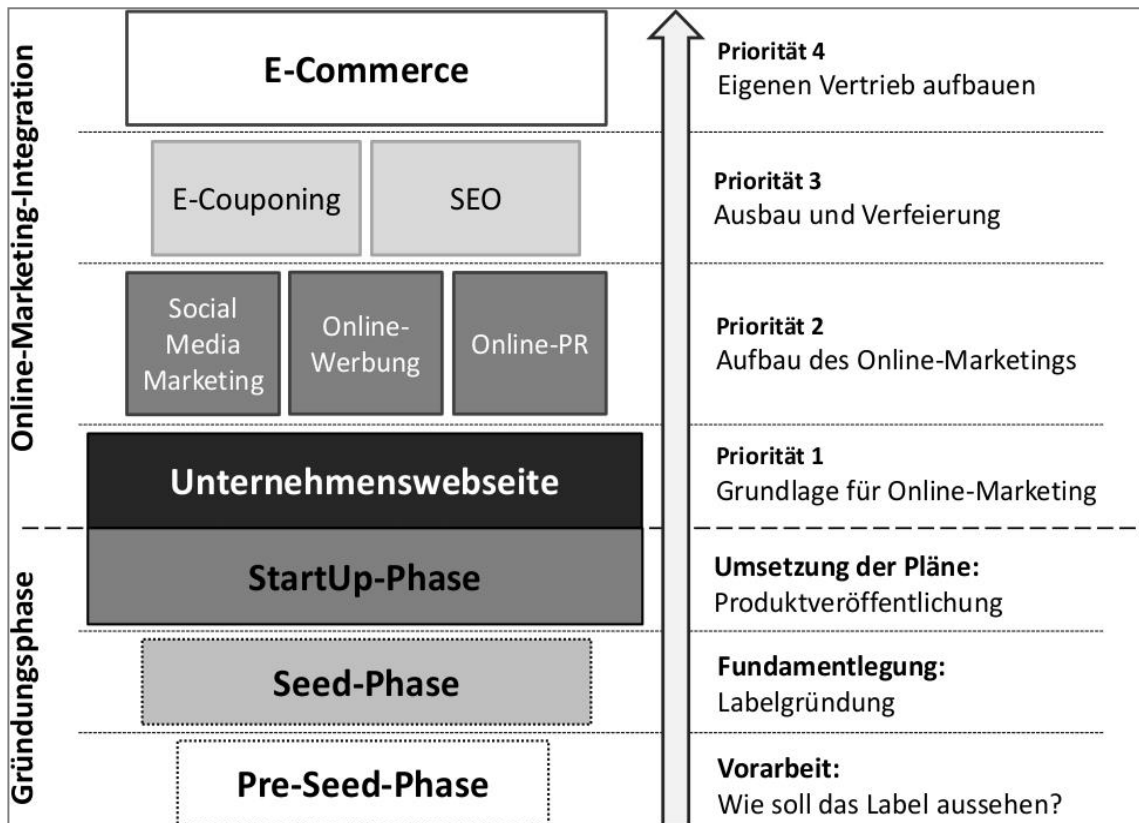 Online-Marketing-Integration
E-Commerce
Priorität 4
Eigenen Vertrieb aufbauen
E-Couponing
SEO
Priorität 3
Ausbau und Verfeierung
Social
Media
Marketing
Online-
Werbung
Online-PR
Priorität 2
Aufbau des Online-Marketings
Unternehmenswebseite
Priorität 1
Grundlage für Online-Marketing
Gründungsphase
StartUp-Phase
Umsetzung der Pläne:
Produktveröffentlichung
Seed-Phase
Fundamentlegung:
Labelgründung
Pre-Seed-Phase
Vorarbeit:
Wie soll das Label aussehen?